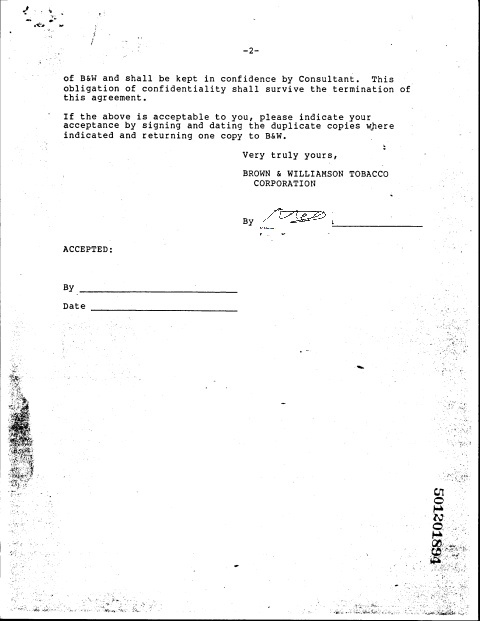 -2-
of B&W and shall be kept in confidence by Consultant. This
obligation of confidentiality shall survive the termination of
this agreement.
If the above is acceptable to you, please indicate your
acceptance by signing and dating the duplicate copies where
indicated and returning one copy to B&W.
Very truly yours,
BROWN & WILLIAMSON TOBACCO
CORPORATION
By
ACCEPTED:
By
Date
501201894